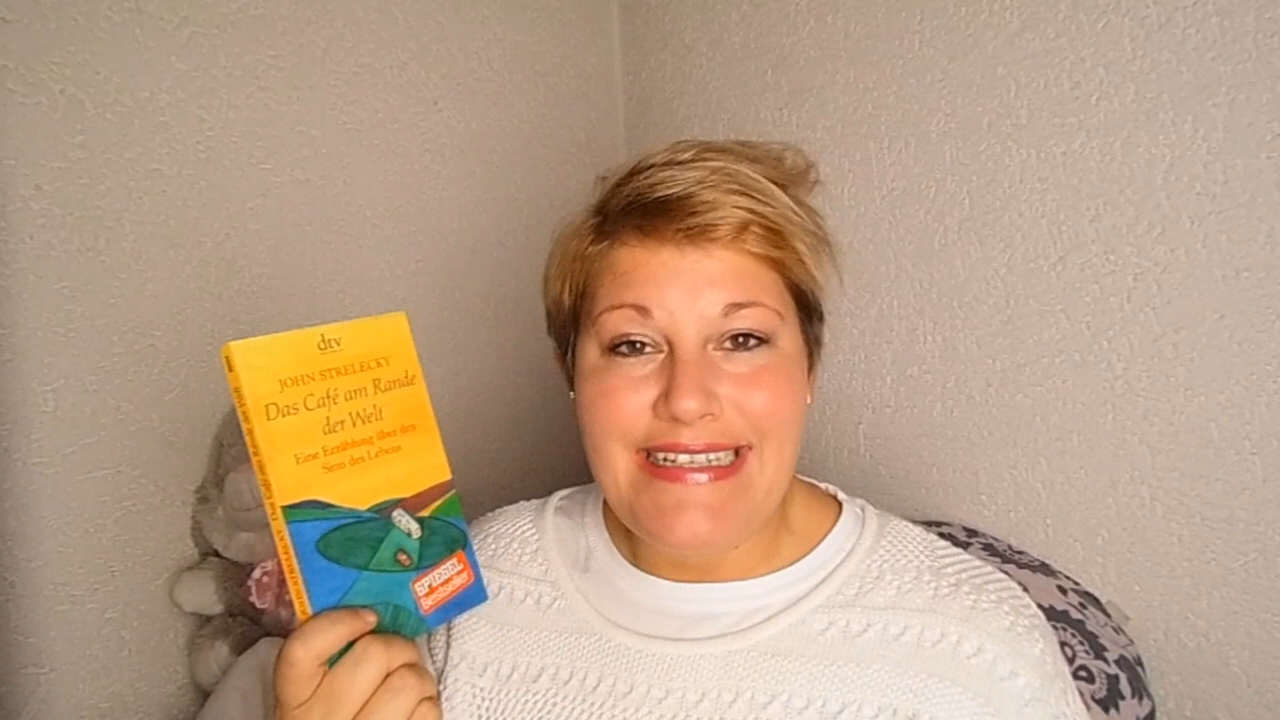 dtv
JOHN STRELECKY
Das Café am Rande
der Welt
Eine Erzählung über den
Sinn des Lebens
SPIEGEL
Bestseller